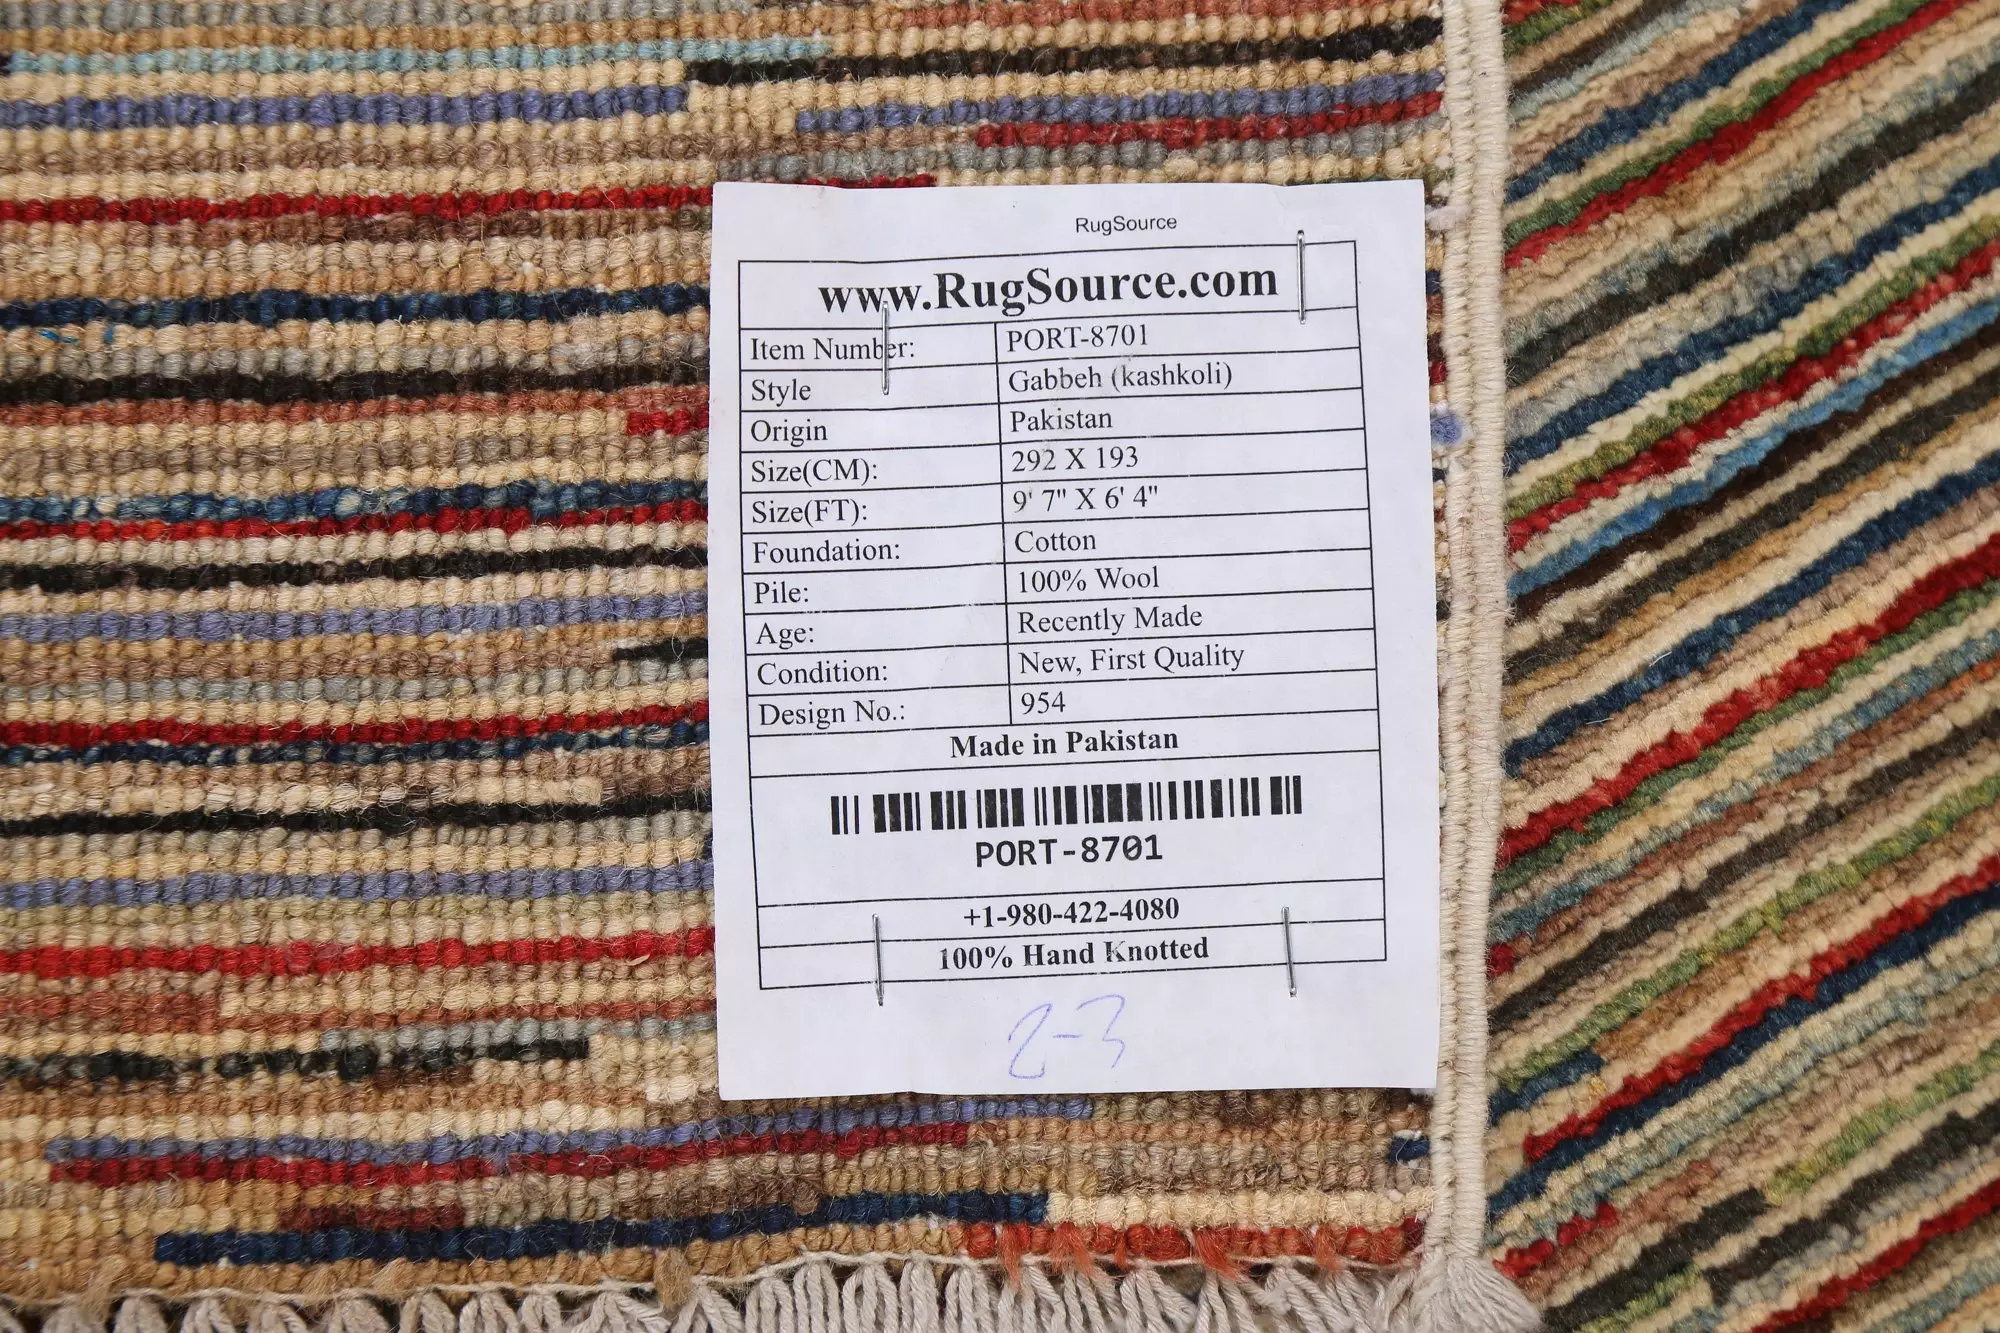 RugSource
www.RugSource.com
Item Number: PORT-8701
Style Gabbeh (kashkoli)
Origin Pakistan
Size(CM): 292 X 193
Size(FT): 9' 7" X 6' 4"
Foundation: Cotton
Pile: 100% Wool
Age: Recently Made
Condition: New, First Quality
Design No.: 954
Made in Pakistan
PORT-8701
+1-980-422-4080
100% Hand Knotted
2-3